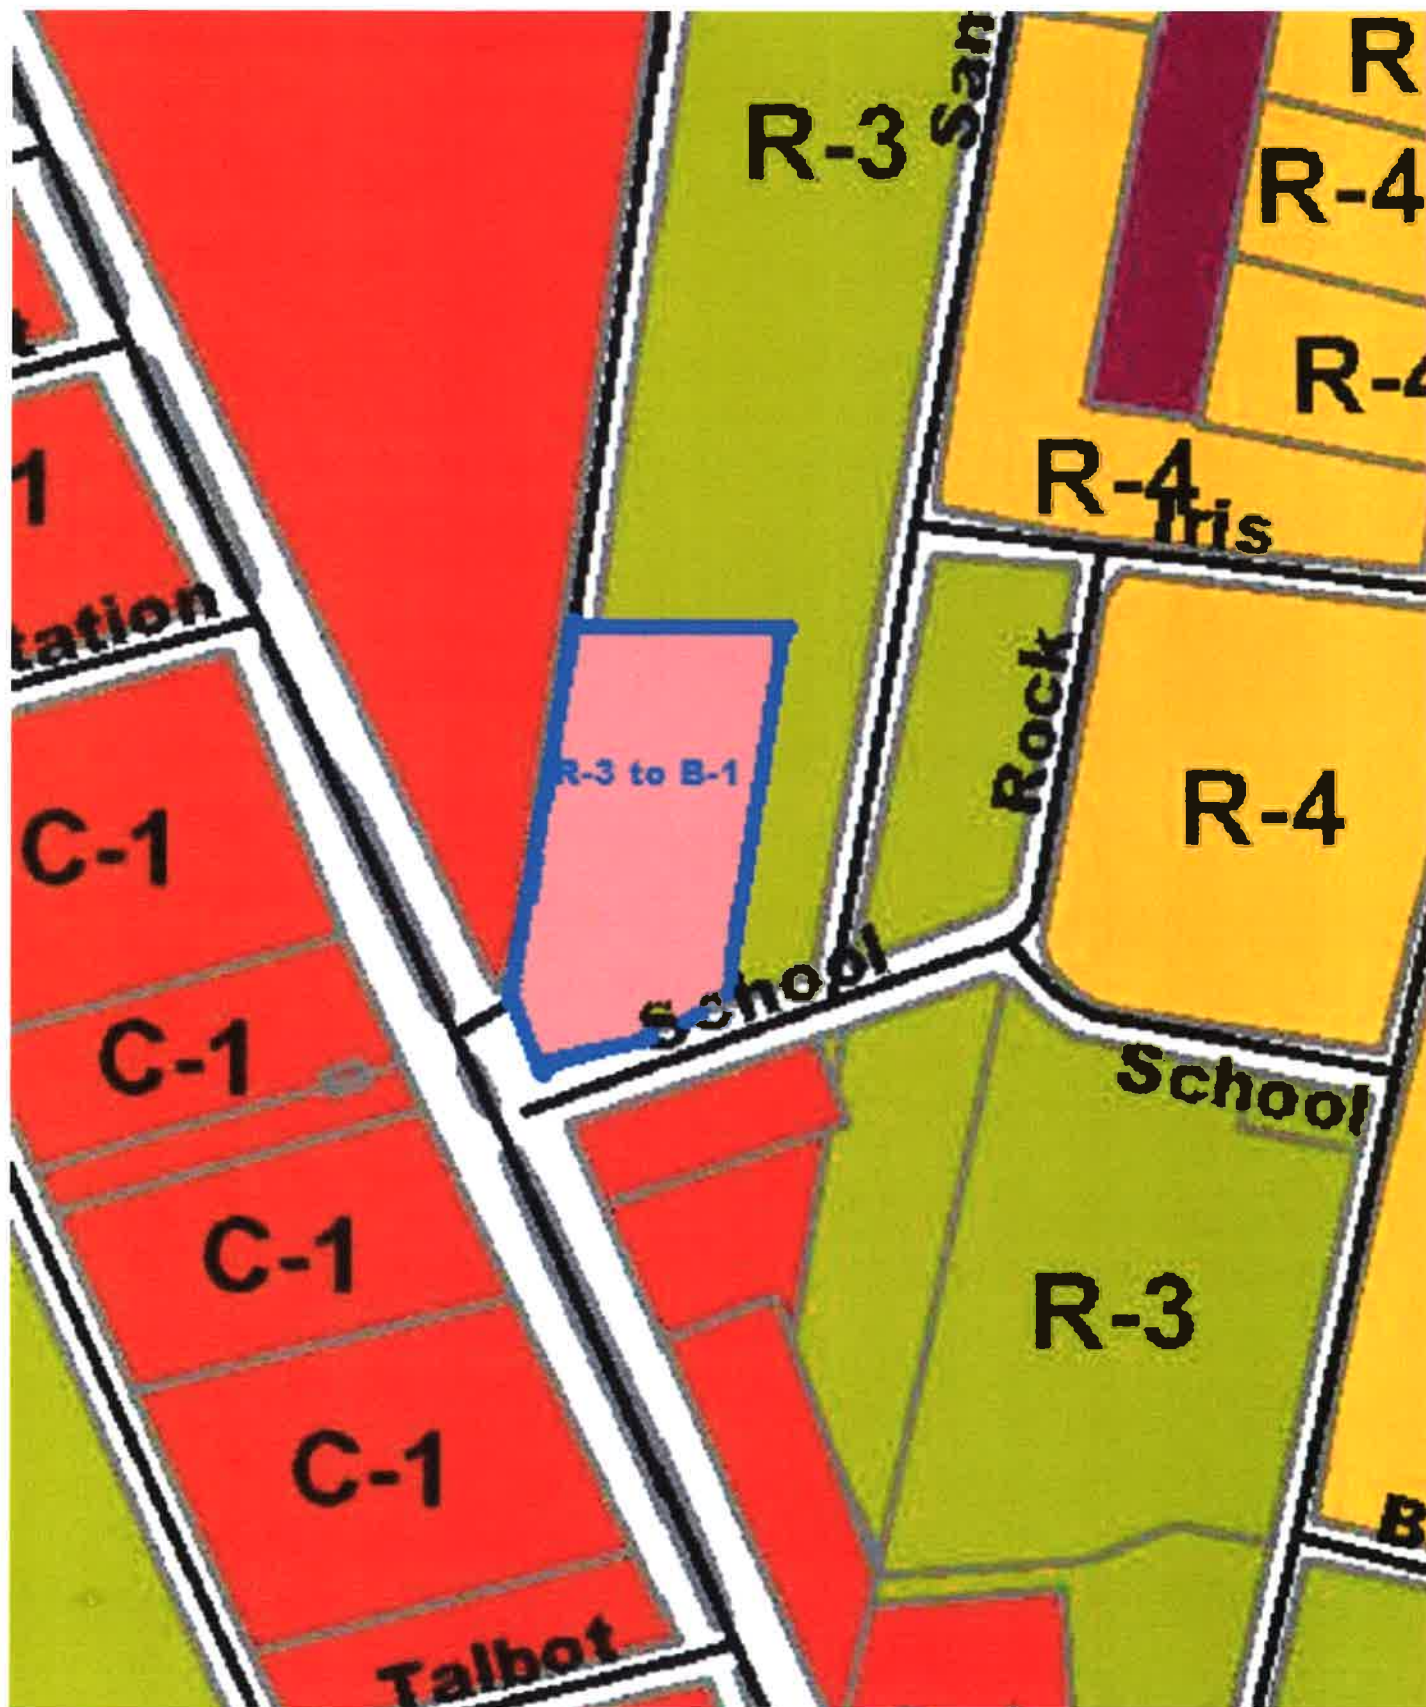 R
San
R-3
R-4
R-4
1
R-4
Iris
tation
Rock
R-3 to B-1
R-4
C-1
School
C-1
School
C-1
R-3
C-1
B
Talbot